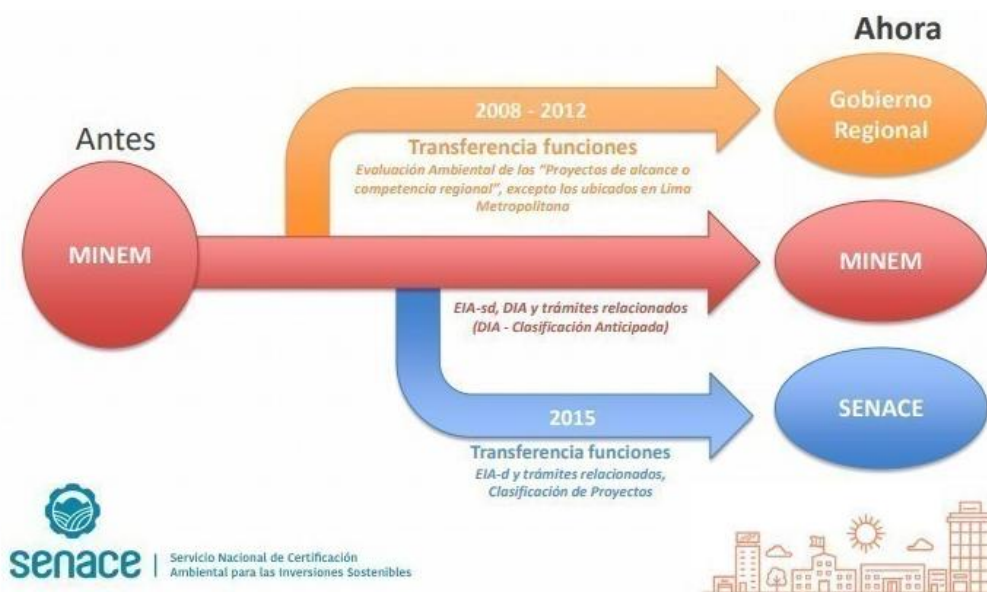 Ahora
Antes
MINEM
2008 - 2012
Transferencia funciones
Evaluación Ambiental de los "Proyectos de alcance o
competencia regional", excepto los ubicados en Lima
Metropolitana
Gobierno
Regional
MINEM
EIA-sd, DIA y trámites relacionados
(DIA - Clasificación Anticipada)
2015
Transferencia funciones
EIA-d y trámites relacionados,
Clasificación de Proyectos
SENACE
senace
Servicio Nacional de Certificación
Ambiental para las Inversiones Sostenibles